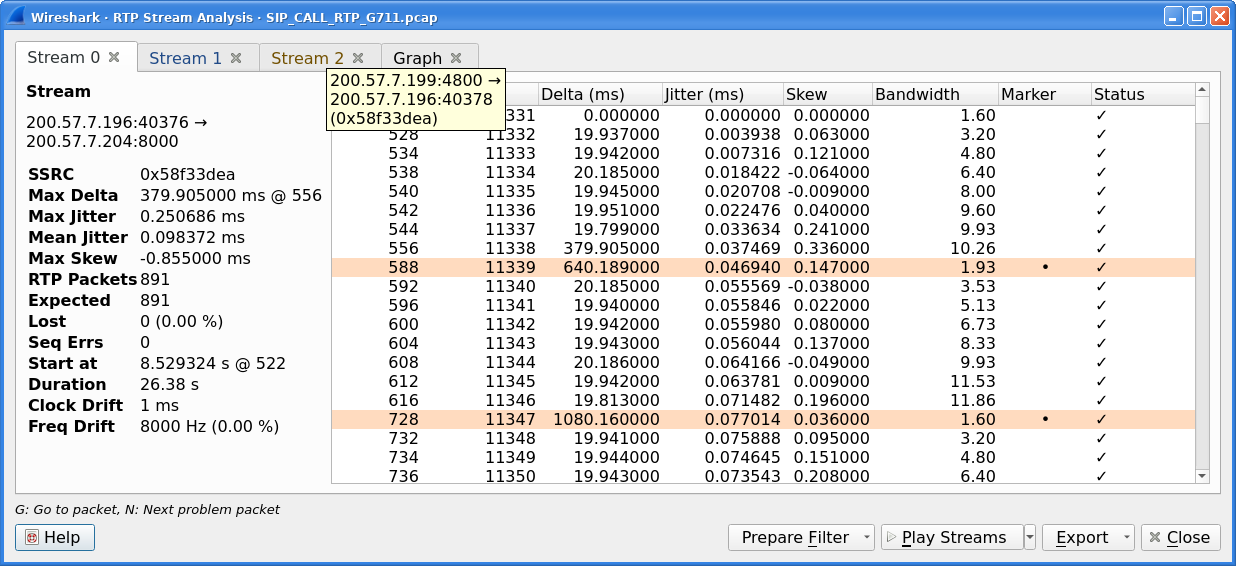 Wireshark · RTP Stream Analysis · SIP_CALL_RTP_G711.pcap
Stream 0 Stream 1 Stream 2 Graph
200.57.7.199:4800 →
200.57.7.196:40378
(0x58f33dea)
Stream
200.57.7.196:40376 →
200.57.7.204:8000
SSRC 0x58f33dea
Max Delta 379.905000 ms @ 556
Max Jitter 0.250686 ms
Mean Jitter 0.098372 ms
Max Skew -0.855000 ms
RTP Packets 891
Expected 891
Lost 0 (0.00 %)
Seq Errs 0
Start at 8.529324 s @ 522
Duration 26.38 s
Clock Drift 1 ms
Freq Drift 8000 Hz (0.00 %)
Delta (ms) Jitter (ms) Skew Bandwidth Marker Status
331 0.000000 0.000000 0.000000 1.60 ✓
528 11332 19.937000 0.003938 0.063000 3.20 ✓
534 11333 19.942000 0.007316 0.121000 4.80 ✓
538 11334 20.185000 0.018422 -0.064000 6.40 ✓
540 11335 19.945000 0.020708 -0.009000 8.00 ✓
542 11336 19.951000 0.022476 0.040000 9.60 ✓
544 11337 19.799000 0.033634 0.241000 9.93 ✓
556 11338 379.905000 0.037469 0.336000 10.26 ✓
588 11339 640.189000 0.046940 0.147000 1.93 • ✓
592 11340 20.185000 0.055569 -0.038000 3.53 ✓
596 11341 19.940000 0.055846 0.022000 5.13 ✓
600 11342 19.942000 0.055980 0.080000 6.73 ✓
604 11343 19.943000 0.056044 0.137000 8.33 ✓
608 11344 20.186000 0.064166 -0.049000 9.93 ✓
612 11345 19.942000 0.063781 0.009000 11.53 ✓
616 11346 19.813000 0.071482 0.196000 11.86 ✓
728 11347 1080.160000 0.077014 0.036000 1.60 • ✓
732 11348 19.941000 0.075888 0.095000 3.20 ✓
734 11349 19.944000 0.074645 0.151000 4.80 ✓
736 11350 19.943000 0.073543 0.208000 6.40 ✓
G: Go to packet, N: Next problem packet
Help Prepare Filter Play Streams Export Close